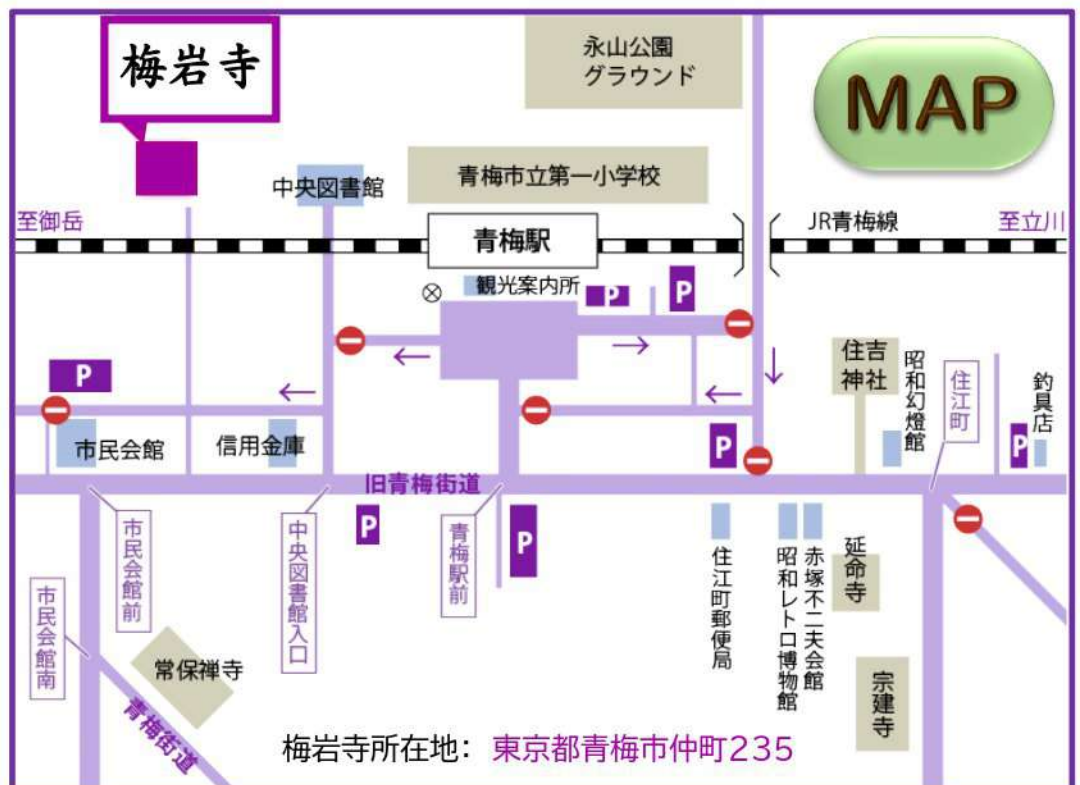 梅岩寺
永山公園
グラウンド
MAP
中央図書館
青梅市立第一小学校
至御岳
青梅駅
JR青梅線
至立川
観光案内所
P
P
P
住吉
神社
昭和幻燈館
住江町
釣具店
P
P
市民会館
信用金庫
旧青梅街道
市民会館前
中央図書館入口
P
青梅駅前
P
住江町郵便局
昭和レトロ博物館
赤塚不二夫会館
延命寺
市民会館南
常保禅寺
宗建寺
青梅街道
梅岩寺所在地：東京都青梅市仲町235